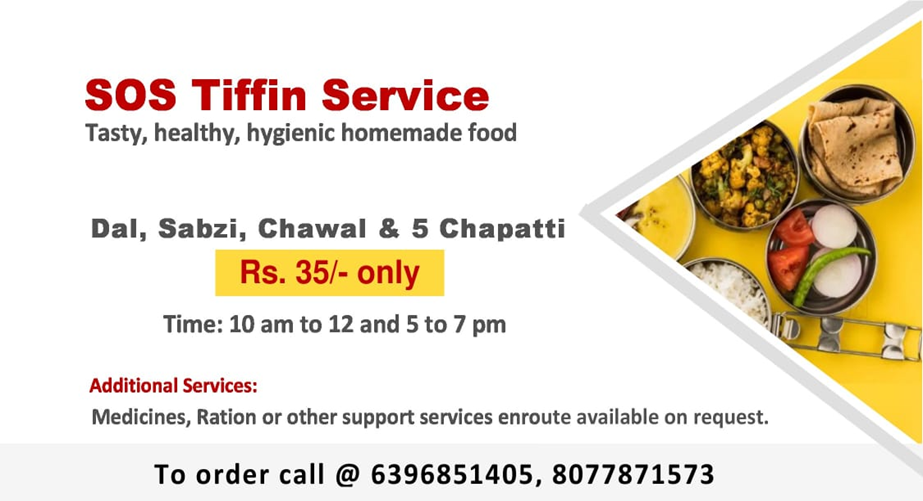 SOS Tiffin Service
Tasty, healthy, hygienic homemade food
Dal, Sabzi, Chawal & 5 Chapatti
Rs. 35/- only
Time: 10 am to 12 and 5 to 7 pm
Additional Services:
Medicines, Ration or other support services enroute available on request.
To order call @ 6396851405, 8077871573